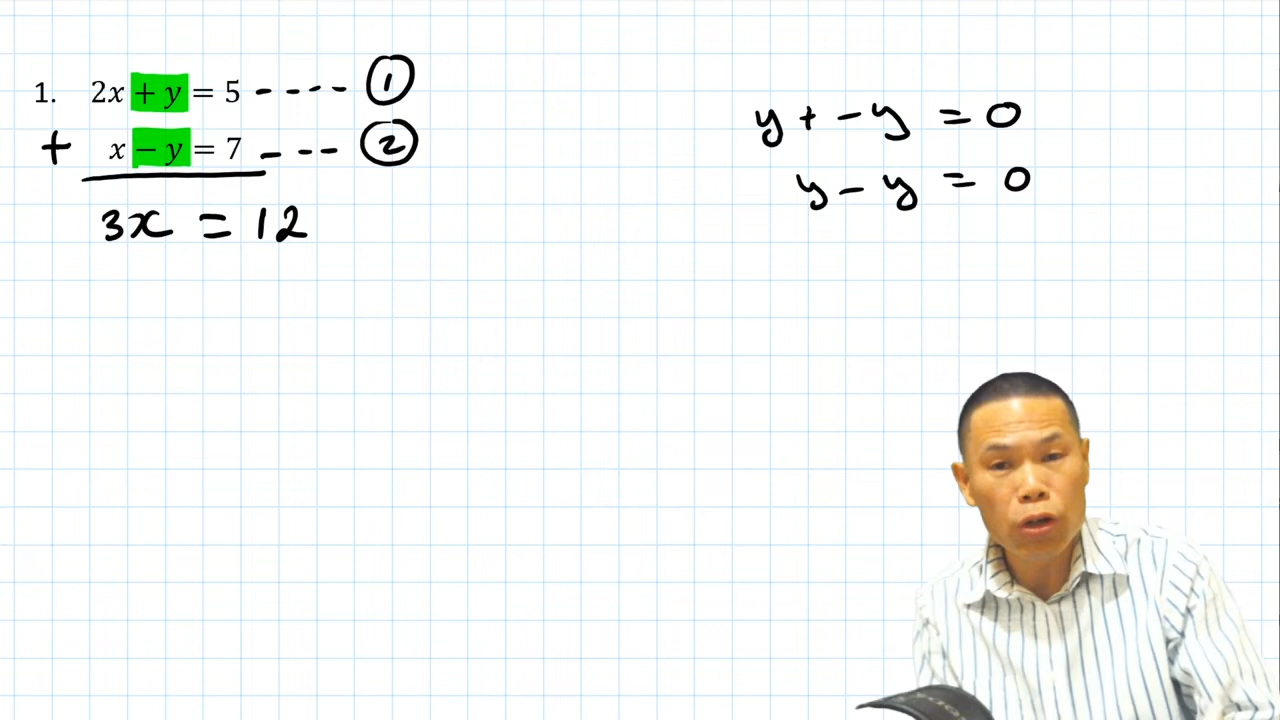 1. 2x + y = 5 ---- ①
+ x − y = 7 --- ②
3x = 12
y + - y = 0
y - y = 0